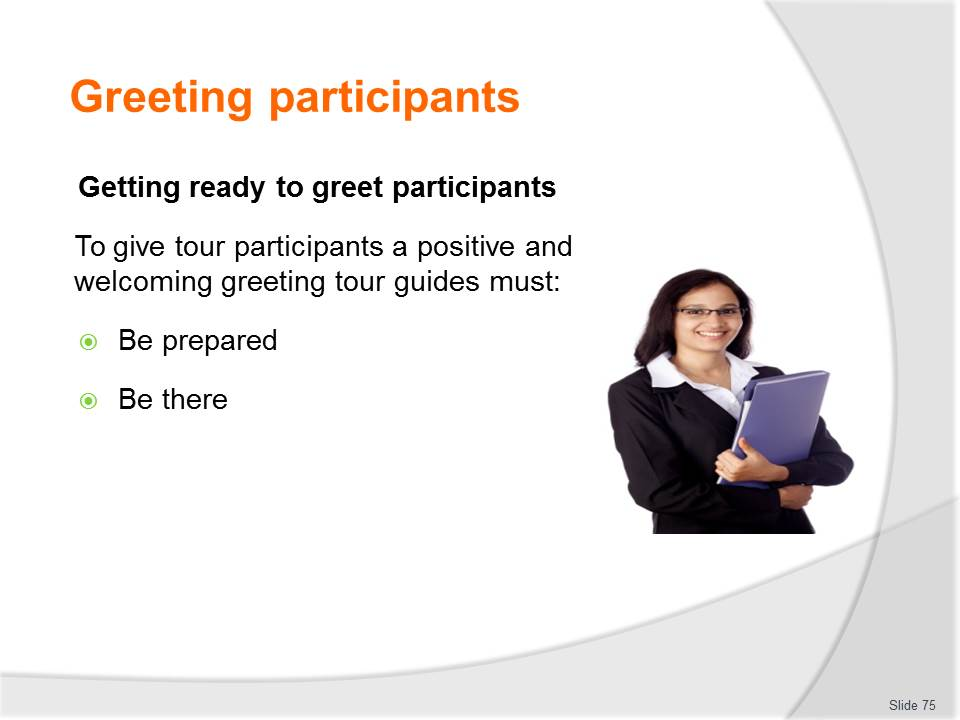 Greeting participants
Getting ready to greet participants
To give tour participants a positive and
welcoming greeting tour guides must:
Be prepared
Be there
Slide 75